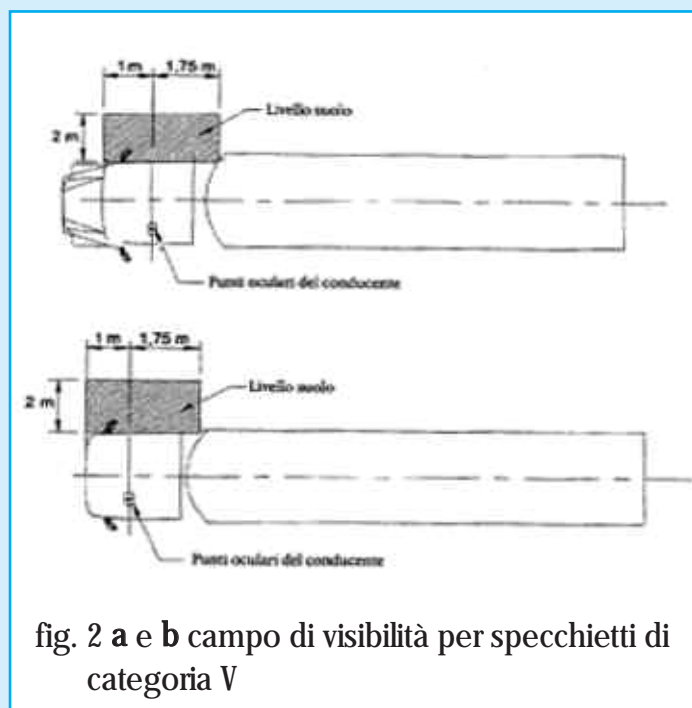 1 m 1,75 m
Livello suolo
2 m
Punti oculari del conducente
1 m 1,75 m
Livello suolo
2 m
Punti oculari del conducente
fig. 2 a e b campo di visibilità per specchietti di
categoria V